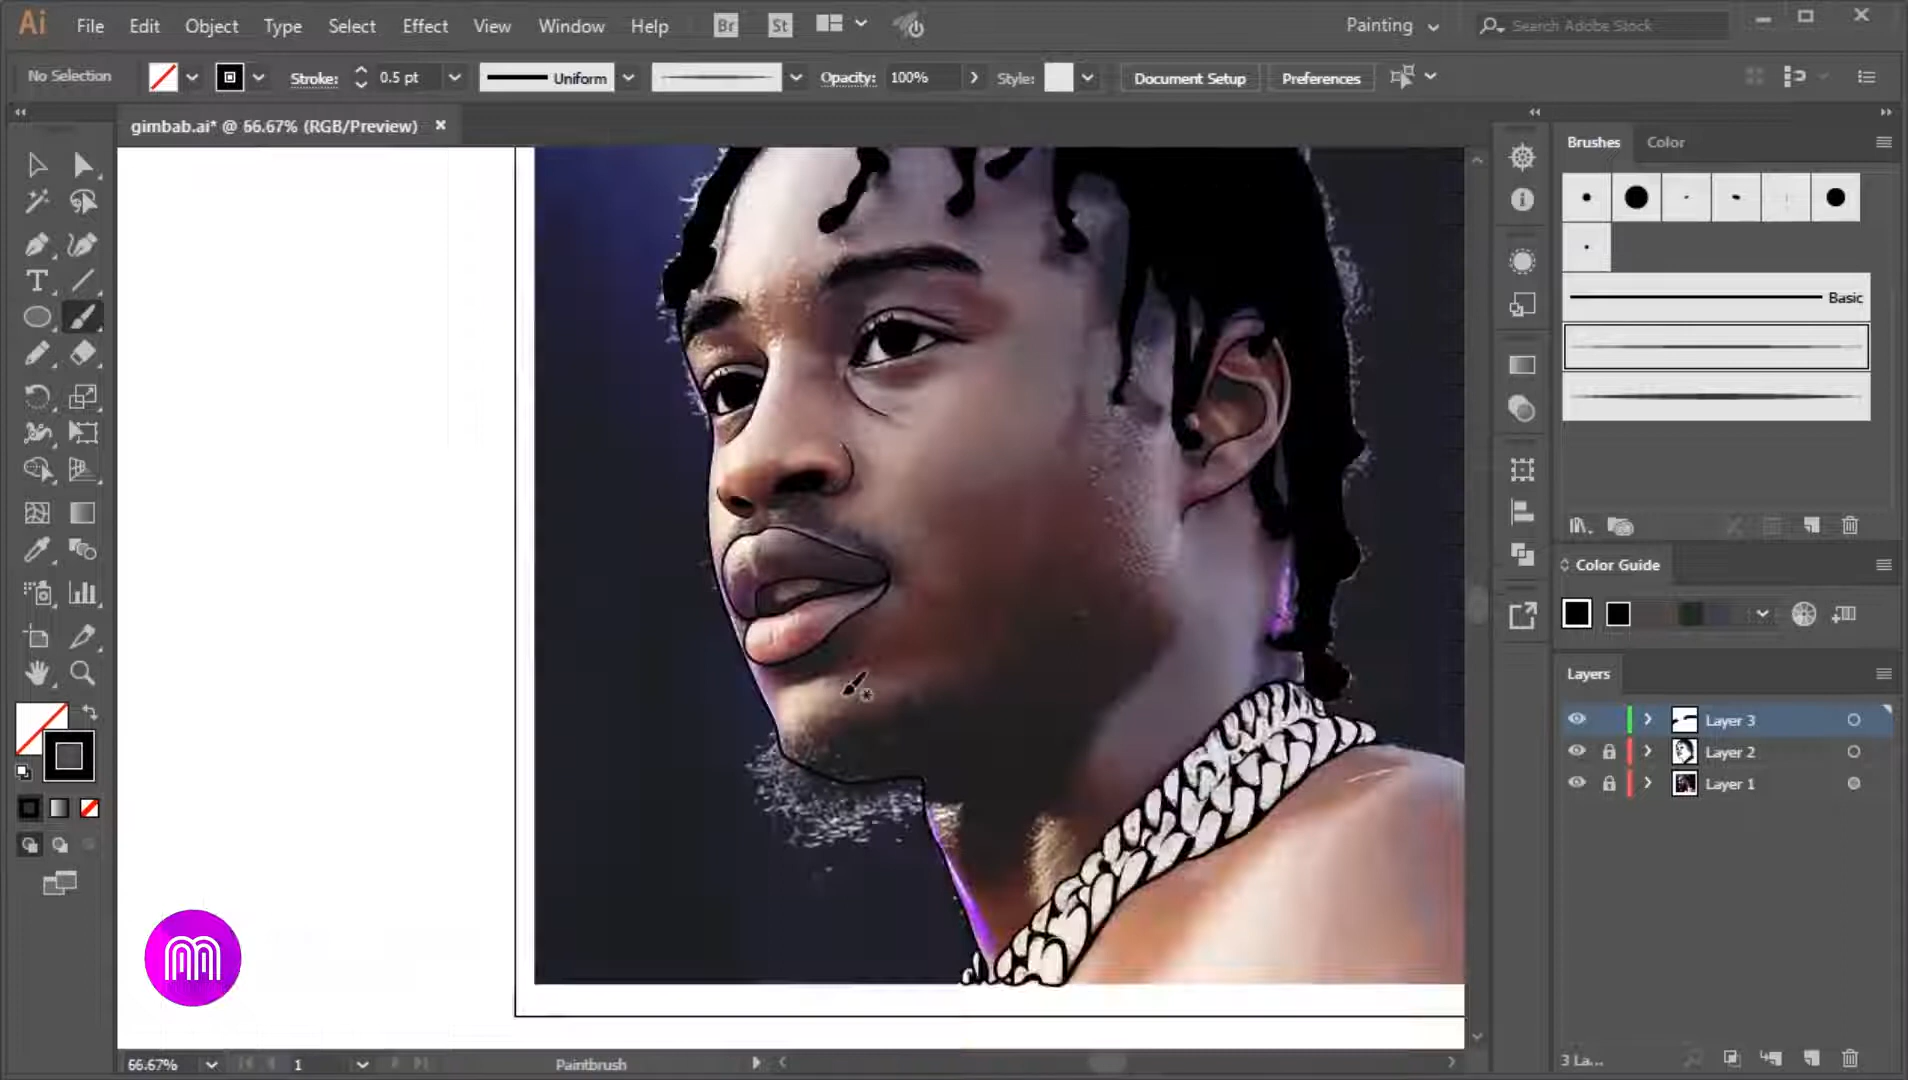 Ai File Edit Object Type Select Effect View Window Help Br St Painting Search Adobe Stock
No Selection Stroke: 0.5 pt Uniform Opacity: 100% Style: Document Setup Preferences
gimbab.ai* @ 66.67% (RGB/Preview)
Brushes Color
Basic
Color Guide
Layers
Layer 3
Layer 2
Layer 1
66.67% 1 Paintbrush 3 La...